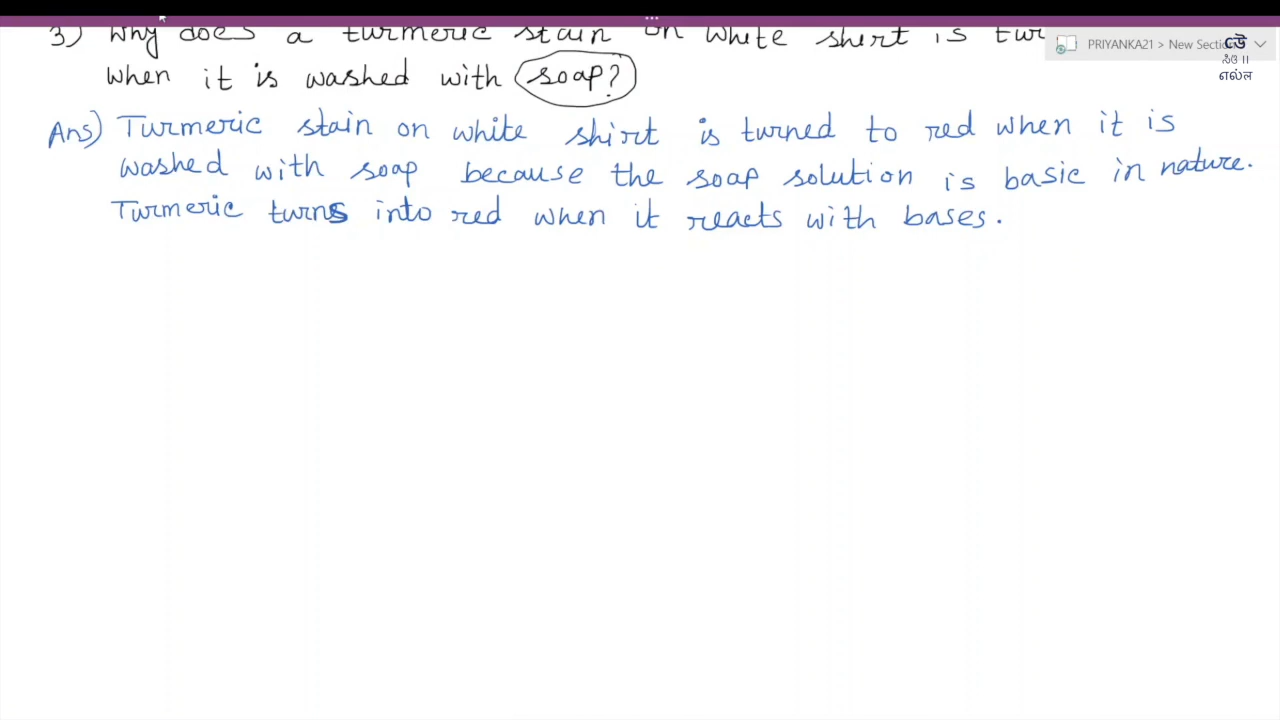 3) Why does a turmeric stain on white shirt is
when it is washed with soap?
PRIYANKA21 > New Secti
எல்ல
Ans) Turmeric stain on white shirt is turned to red when it is
washed with soap because the soap solution is basic in nature.
Turmeric turns into red when it reacts with bases.